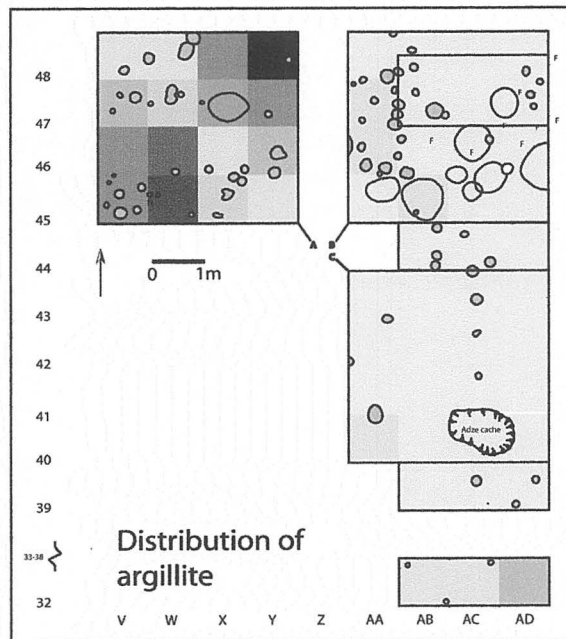 48
47
46
45
44
43
42
41
40
39
33-38
32
F
F
F
F
F
F
F
F
A B
C
0 1m
Adze cache
Distribution of
argillite
V W X Y Z AA AB AC AD